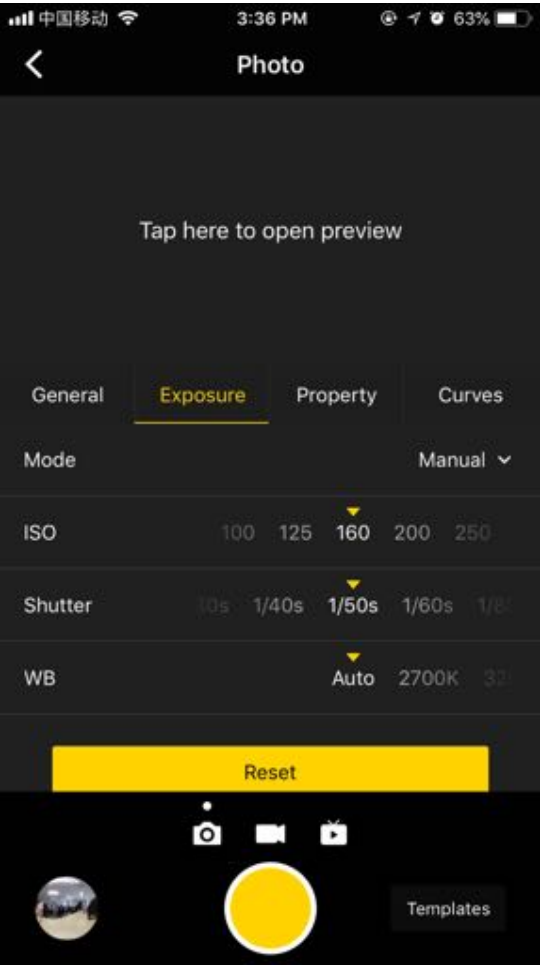 中国移动 3:36 PM 63%
Photo
Tap here to open preview
General Exposure Property Curves
Mode Manual
ISO 100 125 160 200 250
Shutter 1/40s 1/50s 1/60s
WB Auto 2700K
Reset
Templates